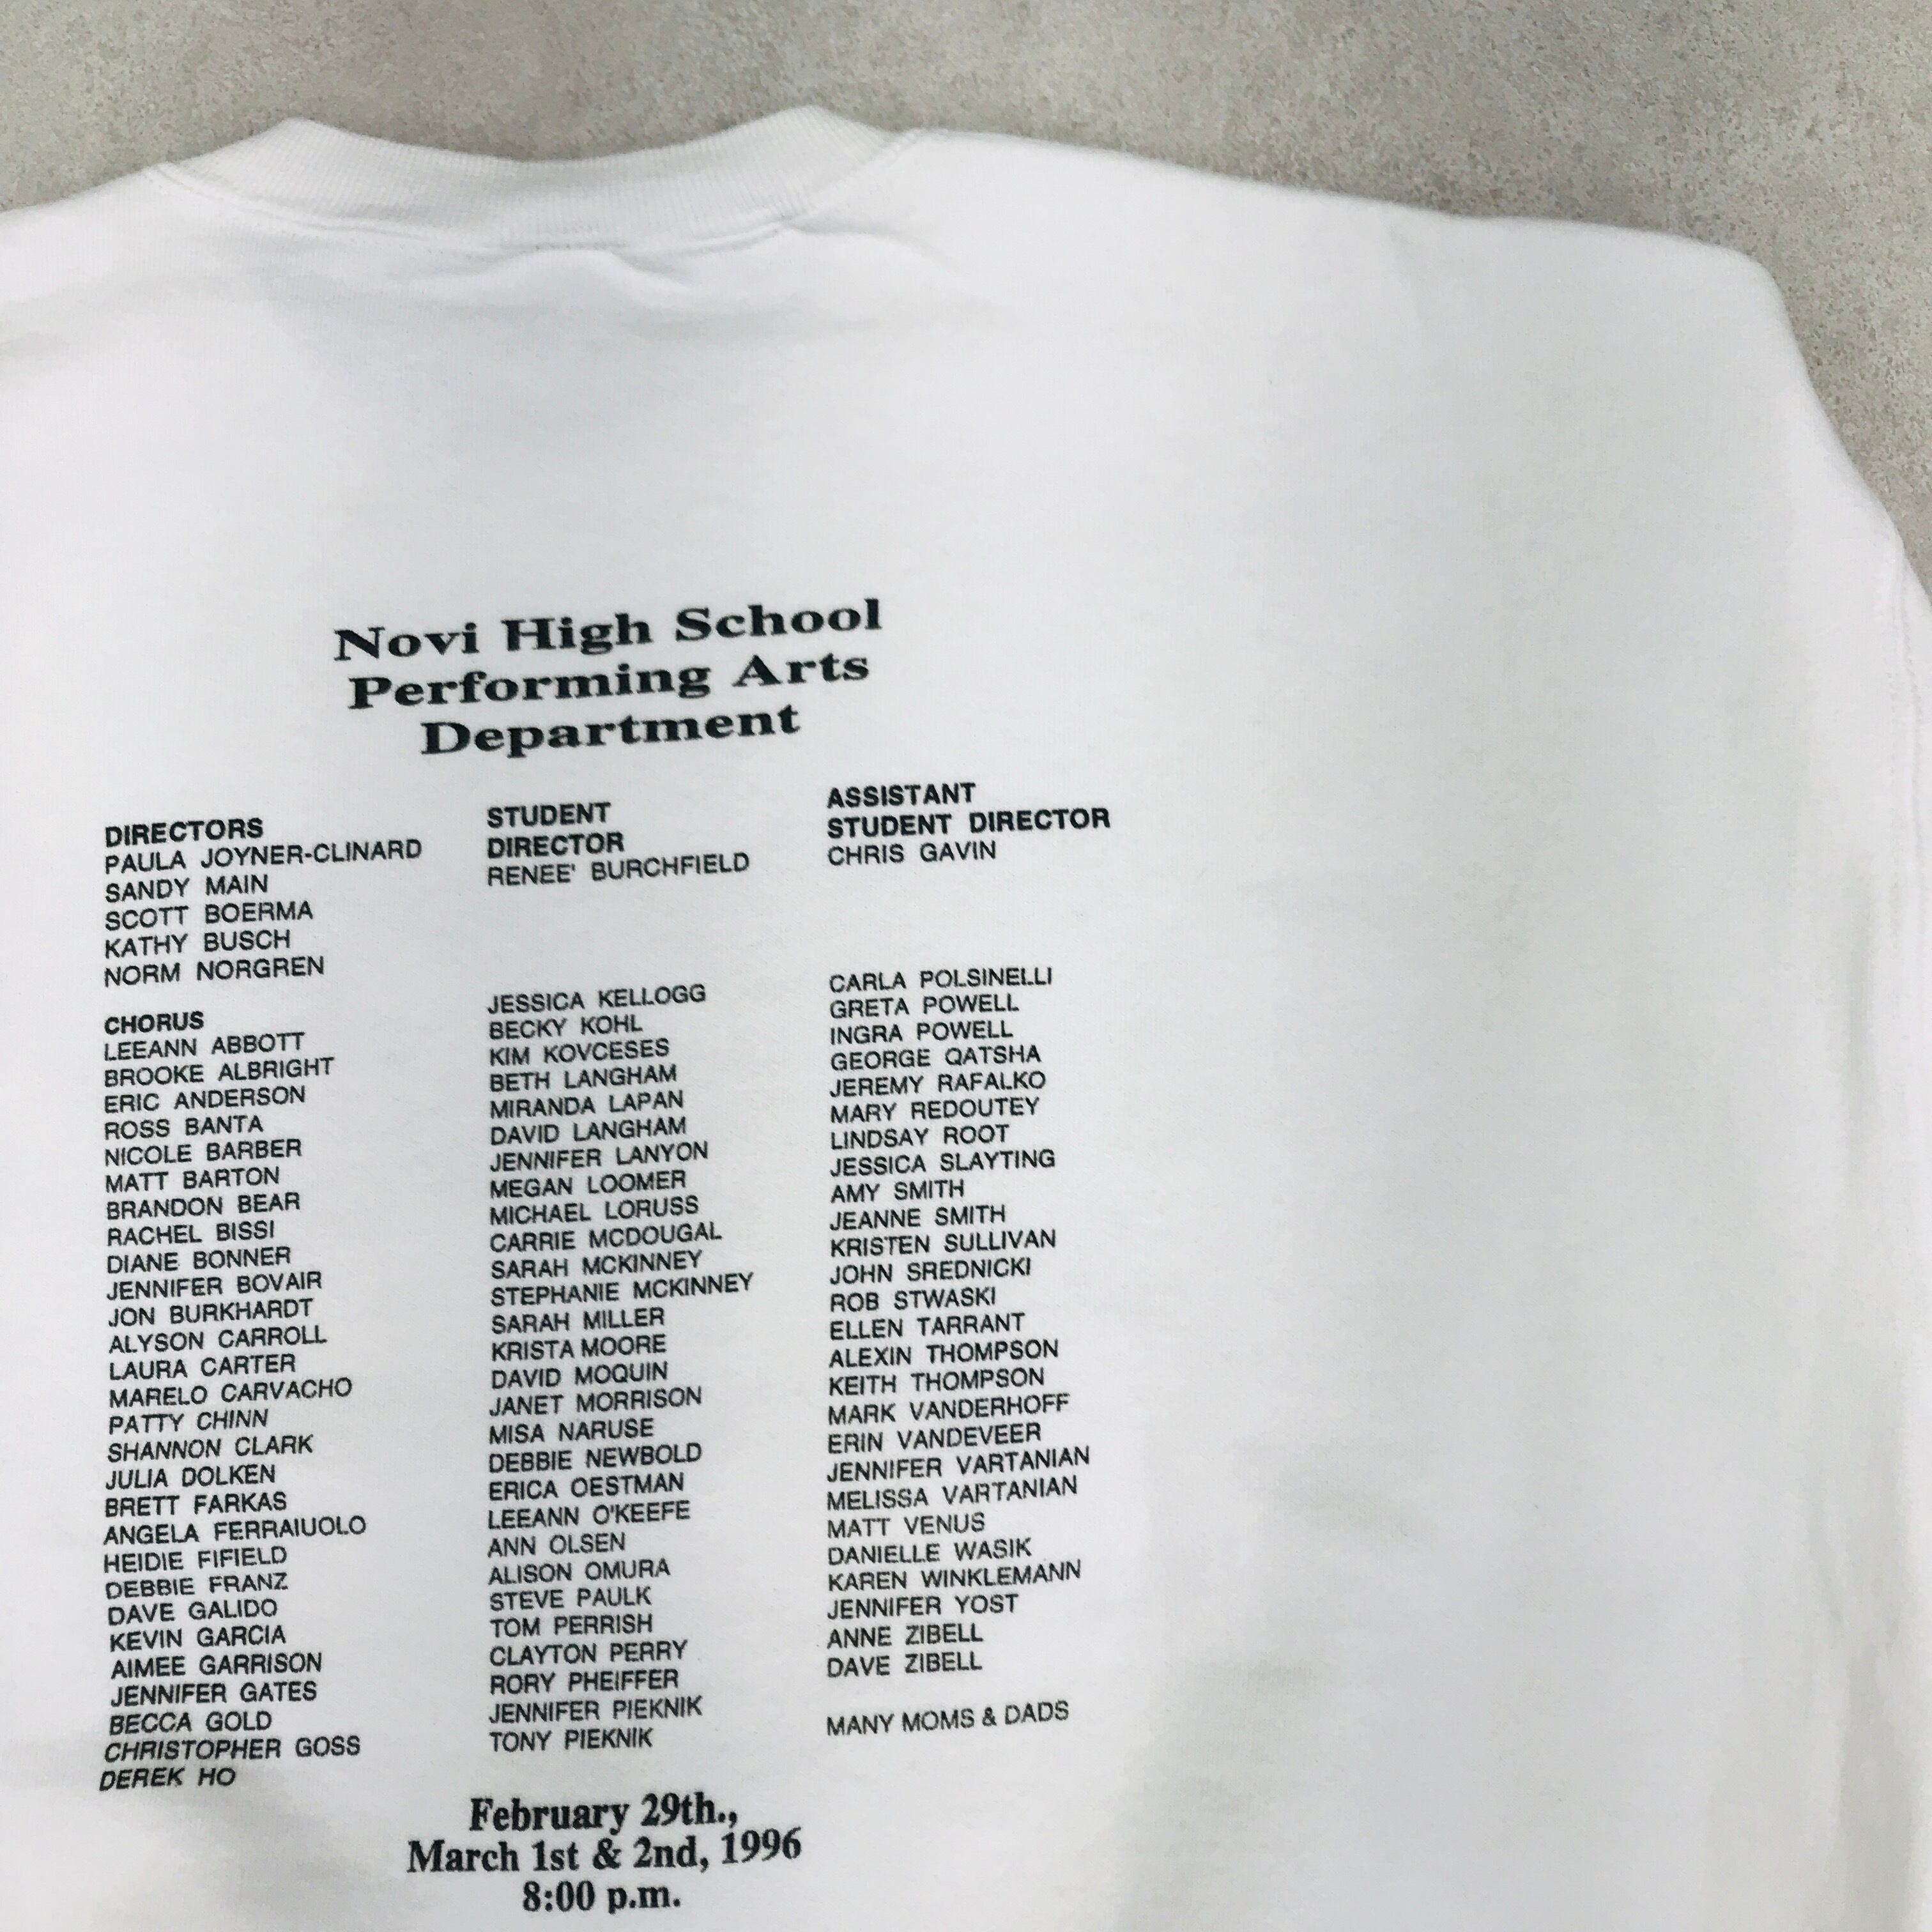 Novi High School
Performing Arts
Department
DIRECTORS
PAULA JOYNER-CLINARD
SANDY MAIN
SCOTT BOERMA
KATHY BUSCH
NORM NORGREN
STUDENT
DIRECTOR
RENEE' BURCHFIELD
ASSISTANT
STUDENT DIRECTOR
CHRIS GAVIN
CHORUS
LEEANN ABBOTT
BROOKE ALBRIGHT
ERIC ANDERSON
ROSS BANTA
NICOLE BARBER
MATT BARTON
BRANDON BEAR
RACHEL BISSI
DIANE BONNER
JENNIFER BOVAIR
JON BURKHARDT
ALYSON CARROLL
LAURA CARTER
MARELO CARVACHO
PATTY CHINN
SHANNON CLARK
JULIA DOLKEN
BRETT FARKAS
ANGELA FERRAIUOLO
HEIDIE FIFIELD
DEBBIE FRANZ
DAVE GALIDO
KEVIN GARCIA
AIMEE GARRISON
JENNIFER GATES
BECCA GOLD
CHRISTOPHER GOSS
DEREK HO
JESSICA KELLOGG
BECKY KOHL
KIM KOVCESES
BETH LANGHAM
MIRANDA LAPAN
DAVID LANGHAM
JENNIFER LANYON
MEGAN LOOMER
MICHAEL LORUSS
CARRIE MCDOUGAL
SARAH MCKINNEY
STEPHANIE MCKINNEY
SARAH MILLER
KRISTA MOORE
DAVID MOQUIN
JANET MORRISON
MISA NARUSE
DEBBIE NEWBOLD
ERICA OESTMAN
LEEANN O'KEEFE
ANN OLSEN
ALISON OMURA
STEVE PAULK
TOM PERRISH
CLAYTON PERRY
RORY PHEIFFER
JENNIFER PIEKNIK
TONY PIEKNIK
CARLA POLSINELLI
GRETA POWELL
INGRA POWELL
GEORGE QATSHA
JEREMY RAFALKO
MARY REDOUTEY
LINDSAY ROOT
JESSICA SLAYTING
AMY SMITH
JEANNE SMITH
KRISTEN SULLIVAN
JOHN SREDNICKI
ROB STWASKI
ELLEN TARRANT
ALEXIN THOMPSON
KEITH THOMPSON
MARK VANDERHOFF
ERIN VANDEVEER
JENNIFER VARTANIAN
MELISSA VARTANIAN
MATT VENUS
DANIELLE WASIK
KAREN WINKLEMANN
JENNIFER YOST
ANNE ZIBELL
DAVE ZIBELL
MANY MOMS & DADS
February 29th.,
March 1st & 2nd, 1996
8:00 p.m.